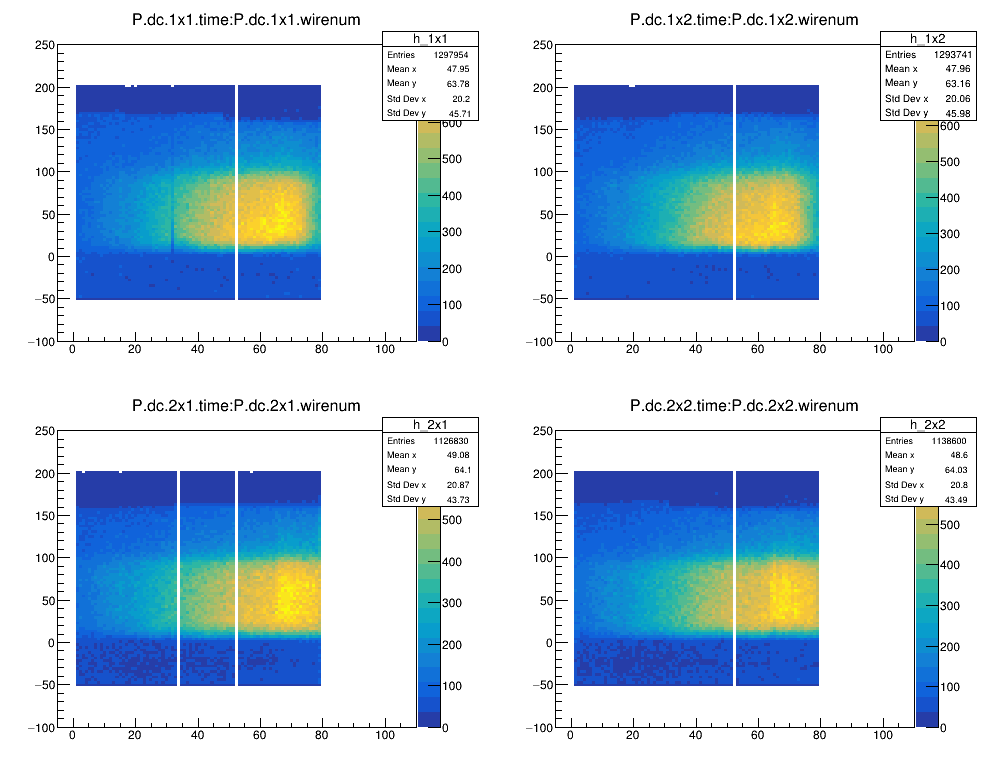 P.dc.1x1.time:P.dc.1x1.wirenum
h_1x1
Entries 1297954
Mean x 47.95
Mean y 63.78
Std Dev x 20.2
Std Dev y 45.71
250
200
150
100
50
0
−50
−100
0 20 40 60 80 100
600
500
400
300
200
100
0
P.dc.1x2.time:P.dc.1x2.wirenum
h_1x2
Entries 1293741
Mean x 47.96
Mean y 63.16
Std Dev x 20.06
Std Dev y 45.98
250
200
150
100
50
0
−50
−100
0 20 40 60 80 100
600
500
400
300
200
100
0
P.dc.2x1.time:P.dc.2x1.wirenum
h_2x1
Entries 1126830
Mean x 49.08
Mean y 64.1
Std Dev x 20.87
Std Dev y 43.73
250
200
150
100
50
0
−50
−100
0 20 40 60 80 100
500
400
300
200
100
0
P.dc.2x2.time:P.dc.2x2.wirenum
h_2x2
Entries 1138600
Mean x 48.6
Mean y 64.03
Std Dev x 20.8
Std Dev y 43.49
250
200
150
100
50
0
−50
−100
0 20 40 60 80 100
500
400
300
200
100
0